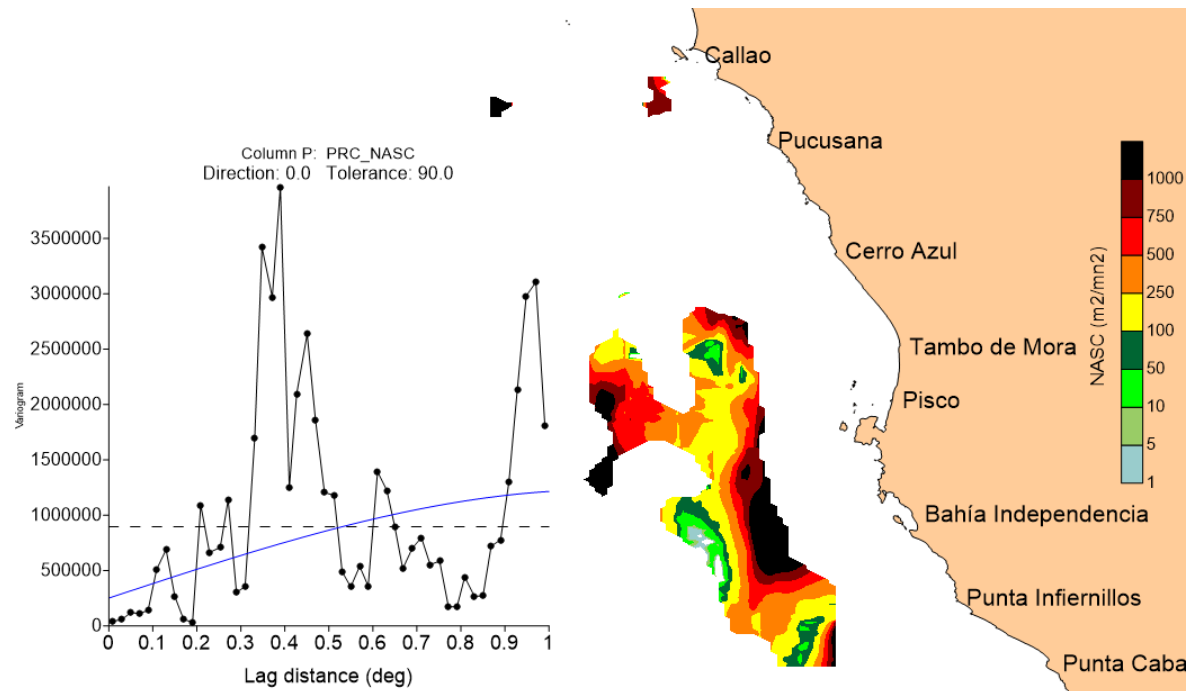 Column P: PRC_NASC
Direction: 0.0 Tolerance: 90.0
Variogram
3500000
3000000
2500000
2000000
1500000
1000000
500000
0
0 0.1 0.2 0.3 0.4 0.5 0.6 0.7 0.8 0.9 1
Lag distance (deg)
Callao
Pucusana
Cerro Azul
Tambo de Mora
Pisco
Bahía Independencia
Punta Infiernillos
Punta Caba
NASC (m2/mn2)
1000
750
500
250
100
50
10
5
1